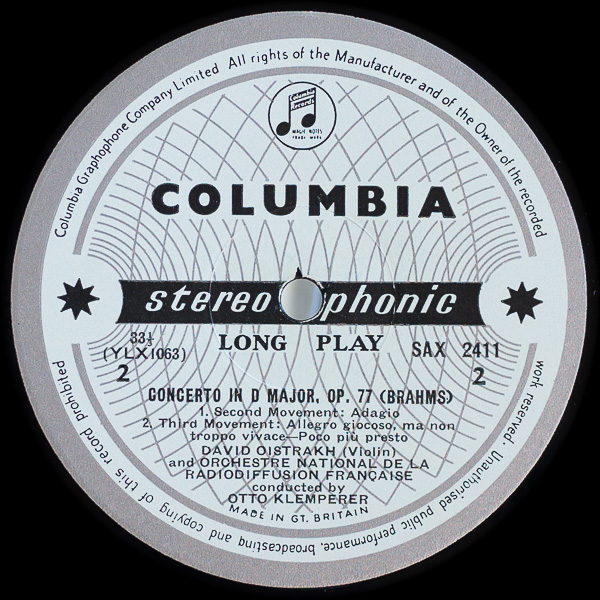 Columbia Graphophone Company Limited All rights of the Manufacturer and of the Owner of the recorded
work reserved. Unauthorised public performance, broadcasting and copying of this record prohibited
Columbia
Records
MAGIC NOTES
TRADE MARK
COLUMBIA
stereophonic
LONG PLAY
33⅓
(YLX1063)
2
SAX 2411
2
CONCERTO IN D MAJOR, OP. 77 (BRAHMS)
1. Second Movement: Adagio
2. Third Movement: Allegro giocoso, ma non
troppo vivace—Poco più presto
DAVID OISTRAKH (Violin)
and ORCHESTRE NATIONAL DE LA
RADIODIFFUSION FRANÇAISE
conducted by
OTTO KLEMPERER
MADE IN GT. BRITAIN